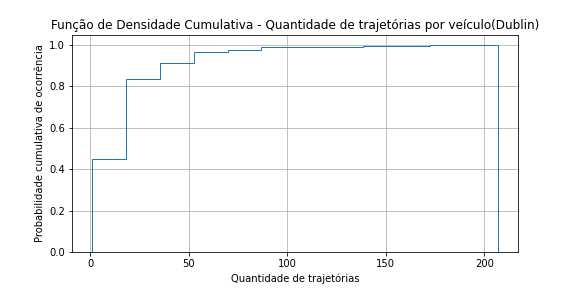 Função de Densidade Cumulativa - Quantidade de trajetórias por veículo(Dublin)
Probabilidade cumulativa de ocorrência
1.0
0.8
0.6
0.4
0.2
0.0
0 50 100 150 200
Quantidade de trajetórias